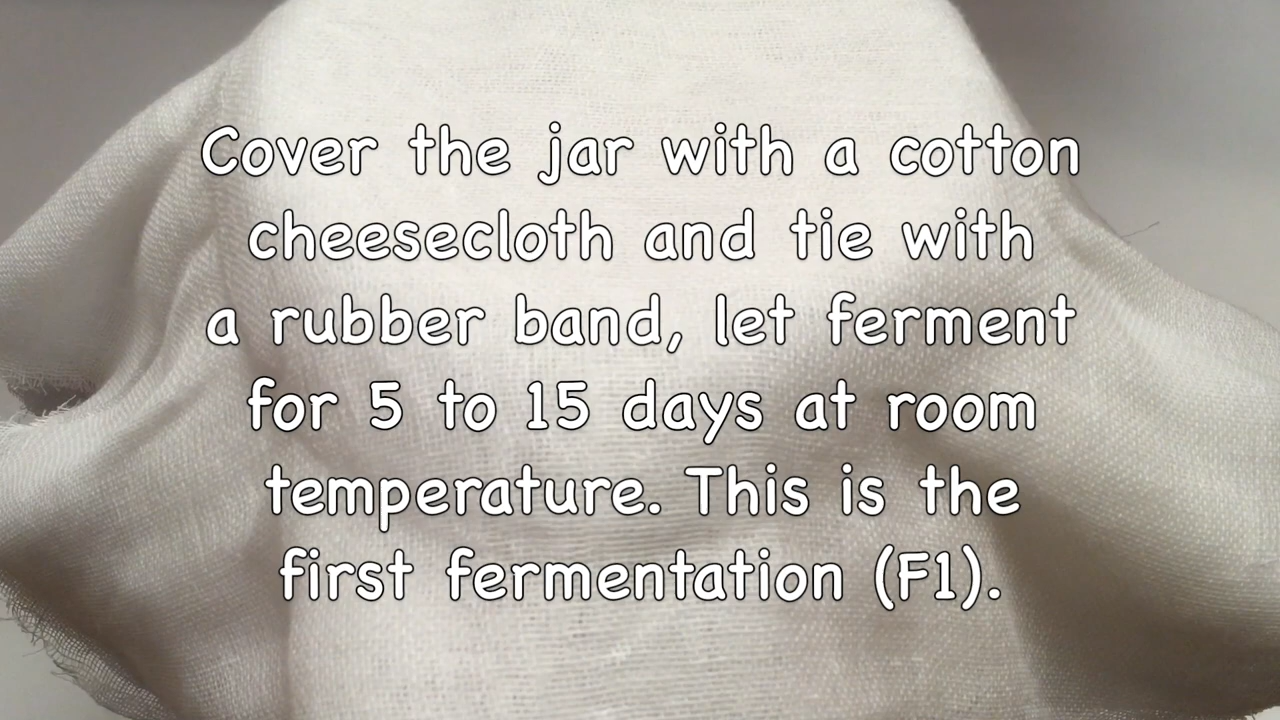 Cover the jar with a cotton
cheesecloth and tie with
a rubber band, let ferment
for 5 to 15 days at room
temperature. This is the
first fermentation (F1).